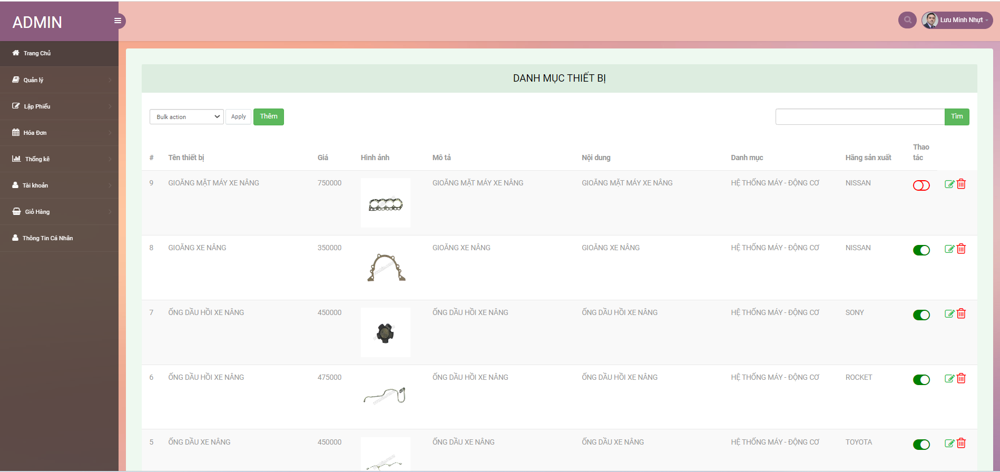 ADMIN
Lưu Minh Nhựt
Trang Chủ
Quản lý
Lập Phiếu
Hóa Đơn
Thống kê
Tài khoản
Giỏ Hàng
Thông Tin Cá Nhân
DANH MỤC THIẾT BỊ
Bulk action Apply Thêm Tìm
# Tên thiết bị Giá Hình ảnh Mô tả Nội dung Danh mục Hãng sản xuất Thao tác
9 GIOĂNG MẶT MÁY XE NÂNG 750000 GIOĂNG MẶT MÁY XE NÂNG GIOĂNG MẶT MÁY XE NÂNG HỆ THỐNG MÁY - ĐỘNG CƠ NISSAN
8 GIOĂNG XE NÂNG 350000 GIOĂNG XE NÂNG GIOĂNG XE NÂNG HỆ THỐNG MÁY - ĐỘNG CƠ NISSAN
7 ỐNG DẦU HỒI XE NÂNG 450000 ỐNG DẦU HỒI XE NÂNG ỐNG DẦU HỒI XE NÂNG HỆ THỐNG MÁY - ĐỘNG CƠ SONY
6 ỐNG DẦU HỒI XE NÂNG 475000 ỐNG DẦU HỒI XE NÂNG ỐNG DẦU HỒI XE NÂNG HỆ THỐNG MÁY - ĐỘNG CƠ ROCKET
5 ỐNG DẦU XE NÂNG 450000 ỐNG DẦU XE NÂNG ỐNG DẦU XE NÂNG HỆ THỐNG MÁY - ĐỘNG CƠ TOYOTA